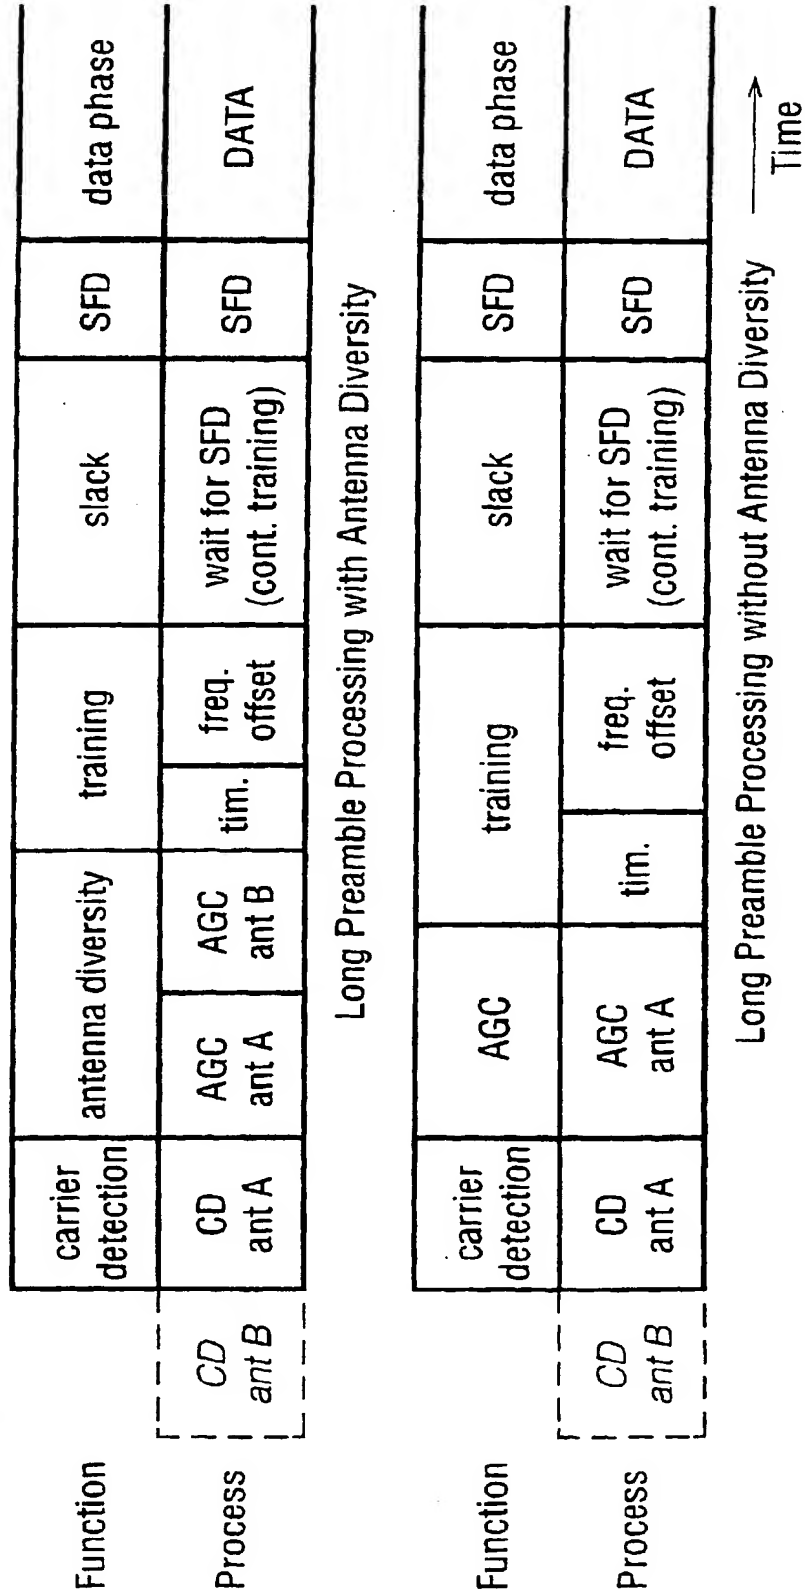 Function
carrier
detection
antenna diversity
training
slack
SFD
data phase
Process
CD
ant B
CD
ant A
AGC
ant A
AGC
ant B
tim.
freq.
offset
wait for SFD
(cont. training)
SFD
DATA
Long Preamble Processing with Antenna Diversity
Function
carrier
detection
AGC
training
slack
SFD
data phase
Process
CD
ant B
CD
ant A
AGC
ant A
tim.
freq.
offset
wait for SFD
(cont. training)
SFD
DATA
Long Preamble Processing without Antenna Diversity
Time